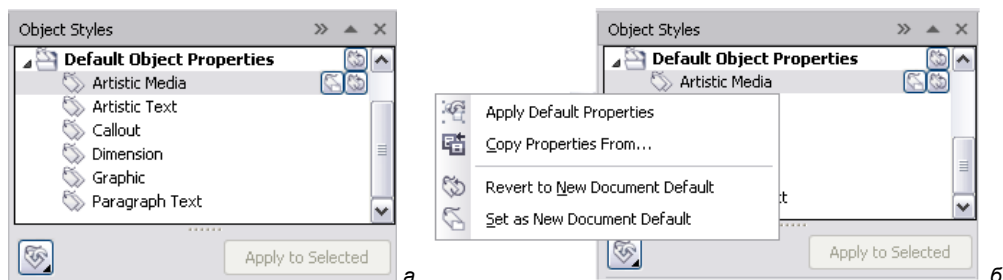 Object Styles
Default Object Properties
Artistic Media
Artistic Text
Callout
Dimension
Graphic
Paragraph Text
Apply to Selected
а
Object Styles
Default Object Properties
Artistic Media
Apply Default Properties
Copy Properties From...
Revert to New Document Default
Set as New Document Default
Apply to Selected
б